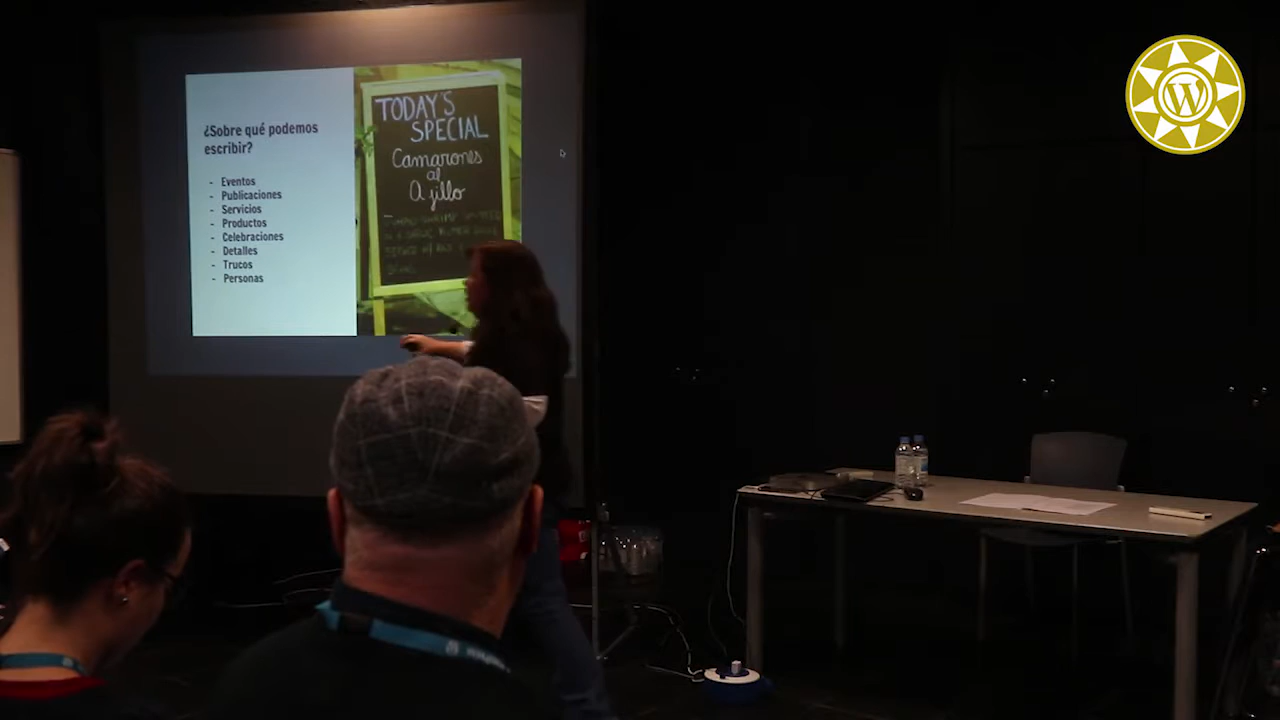 ¿Sobre qué podemos
escribir?
- Eventos
- Publicaciones
- Servicios
- Productos
- Celebraciones
- Detalles
- Trucos
- Personas
TODAY'S
SPECIAL
Camarones
al
Ajillo
W